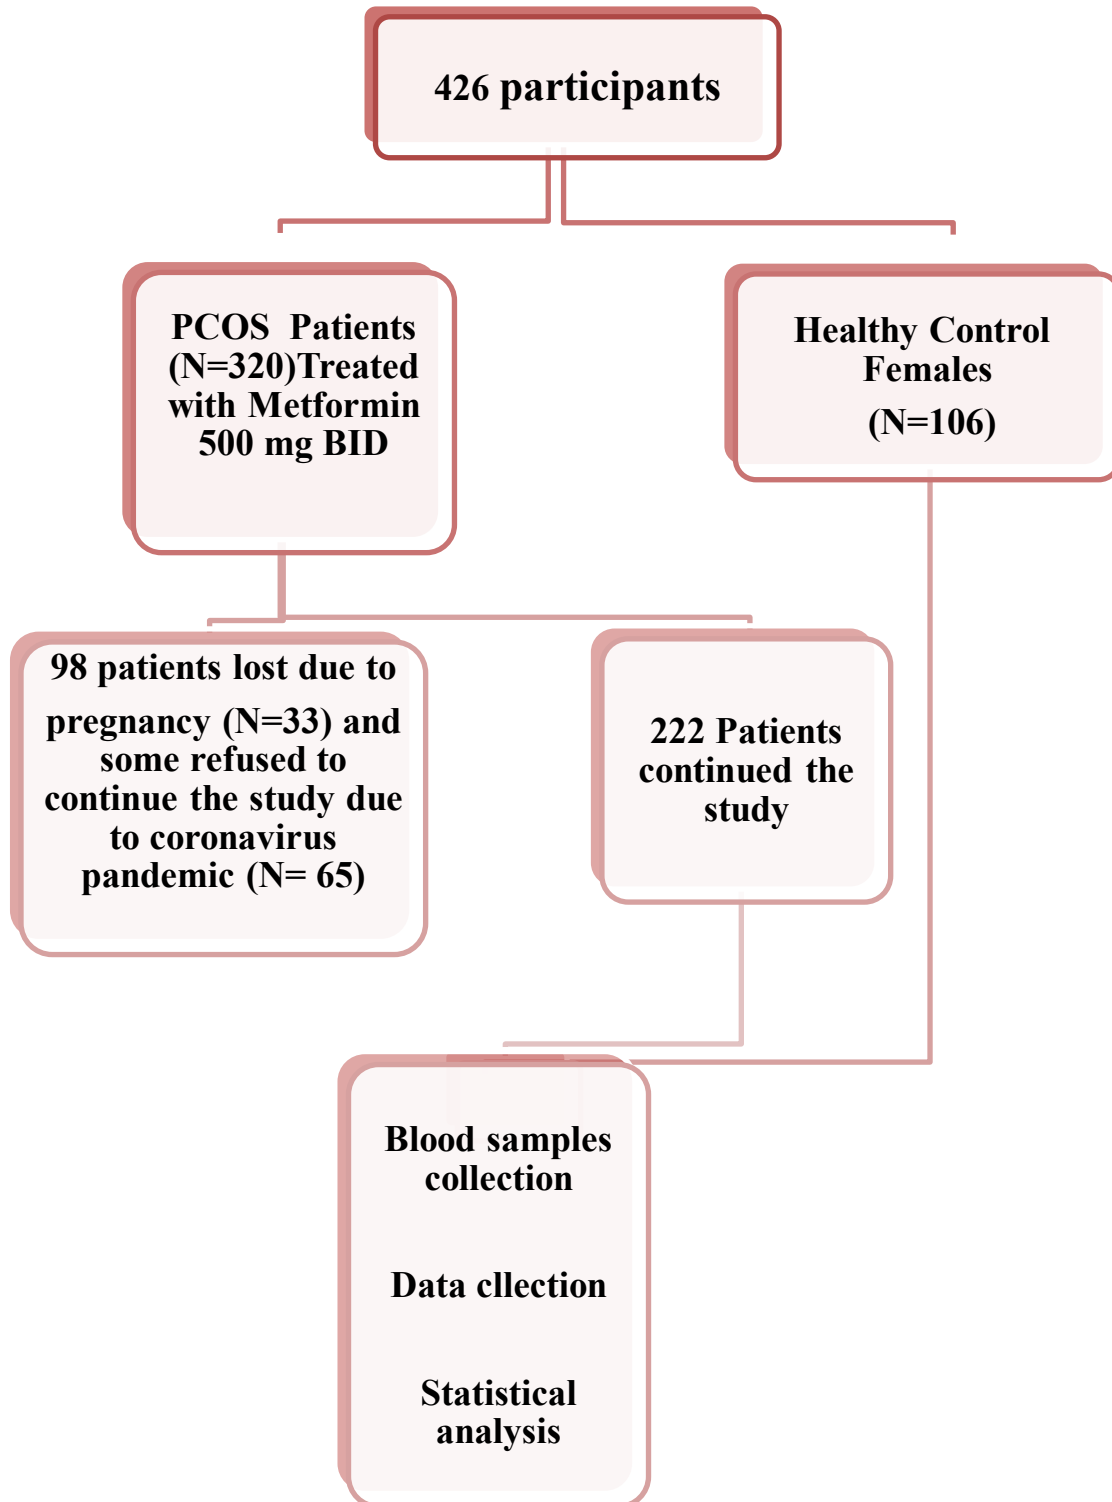 426 participants
PCOS Patients
(N=320)Treated
with Metformin
500 mg BID
Healthy Control
Females
(N=106)
98 patients lost due to
pregnancy (N=33) and
some refused to
continue the study due
to coronavirus
pandemic (N= 65)
222 Patients
continued the
study
Blood samples
collection
Data cllection
Statistical
analysis